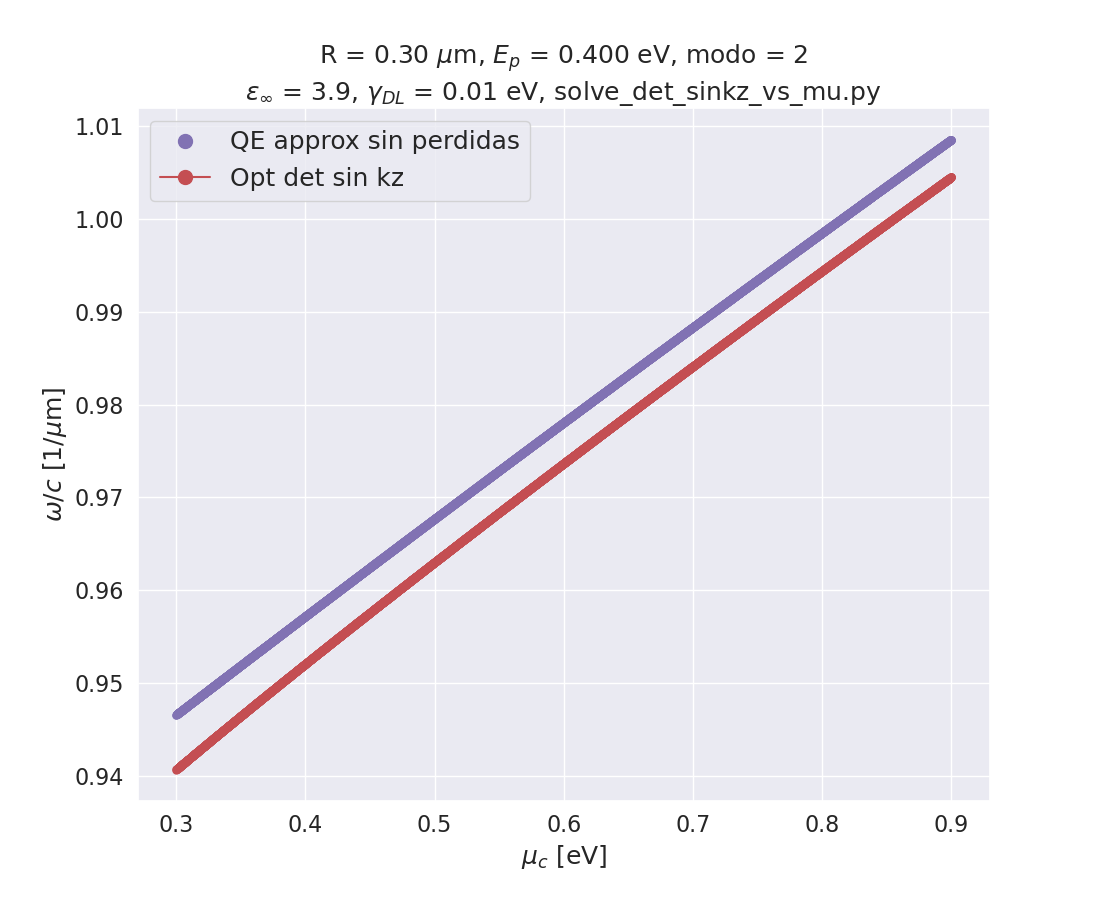 R = 0.30 μm, E_p = 0.400 eV, modo = 2
ε_∞ = 3.9, γ_DL = 0.01 eV, solve_det_sinkz_vs_mu.py
QE approx sin perdidas
Opt det sin kz
1.01
1.00
0.99
0.98
0.97
0.96
0.95
0.94
ω/c [1/μm]
0.3 0.4 0.5 0.6 0.7 0.8 0.9
μ_c [eV]